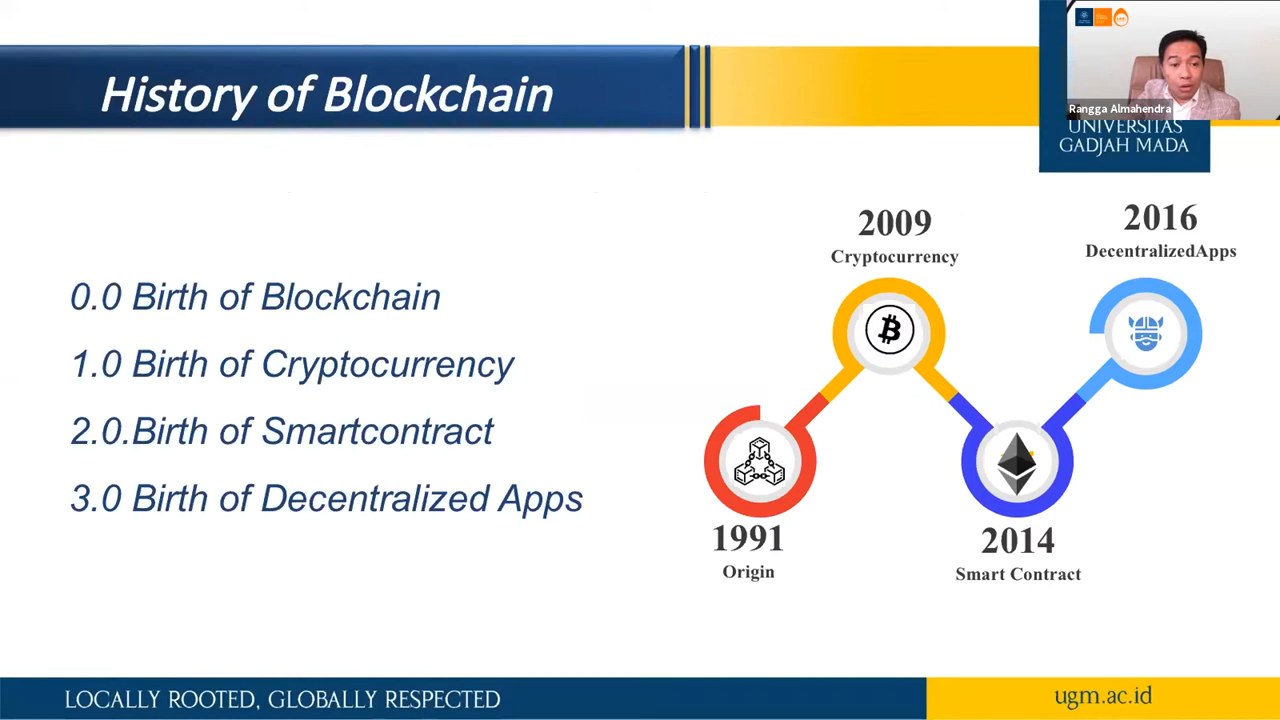 History of Blockchain
Rangga Almahendra
UNIVERSITAS
GADJAH MADA
0.0 Birth of Blockchain
1.0 Birth of Cryptocurrency
2.0.Birth of Smartcontract
3.0 Birth of Decentralized Apps
2009
Cryptocurrency
2016
DecentralizedApps
1991
Origin
2014
Smart Contract
LOCALLY ROOTED, GLOBALLY RESPECTED
ugm.ac.id